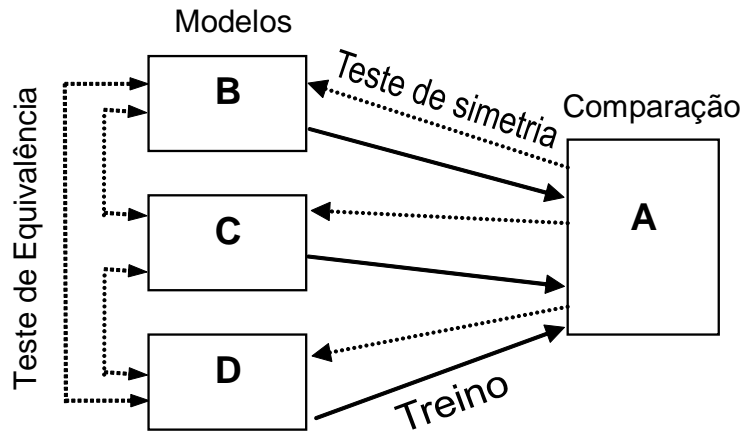 Modelos
B
Teste de simetria
Comparação
Teste de Equivalência
C
A
D
Treino